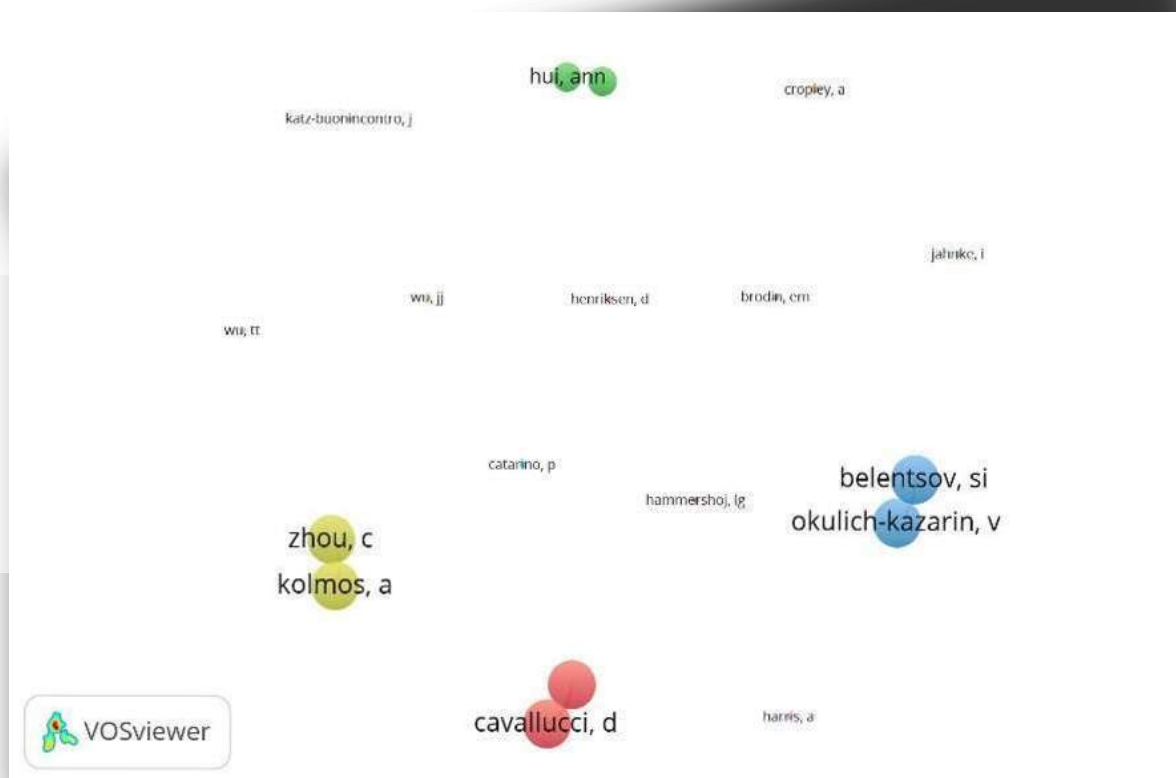 hui, ann
cropley, a
katz-buonincontro, j
jahnke, i
wu, jj
henriksen, d
brodin, em
wu, tt
catarino, p
belentsov, si
hammershoj, lg
okulich-kazarin, v
zhou, c
kolmos, a
cavallucci, d
harris, a
VOSviewer